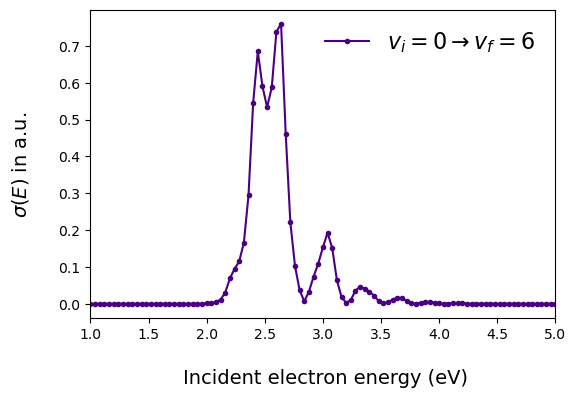 v_i = 0 → v_f = 6
σ(E) in a.u.
0.7
0.6
0.5
0.4
0.3
0.2
0.1
0.0
1.0 1.5 2.0 2.5 3.0 3.5 4.0 4.5 5.0
Incident electron energy (eV)